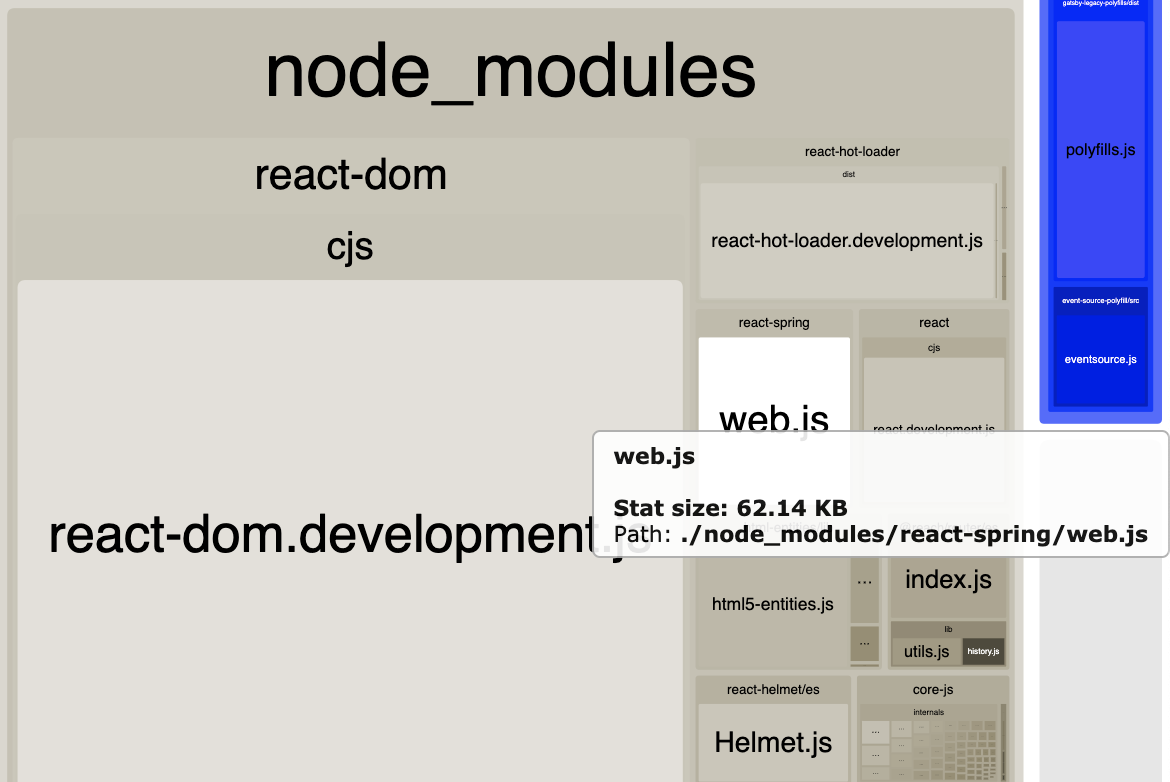 node_modules
react-dom
cjs
react-dom.development.js
react-hot-loader
dist
react-hot-loader.development.js
...
react-spring
web.js
react
cjs
react.development.js
web.js
Stat size: 62.14 KB
Path: ./node_modules/react-spring/web.js
html5-entities.js
...
...
index.js
lib
utils.js
history.js
react-helmet/es
Helmet.js
core-js
internals
...
...
...
...
...
...
gatsby-legacy-polyfills/dist
polyfills.js
event-source-polyfill/src
eventsource.js